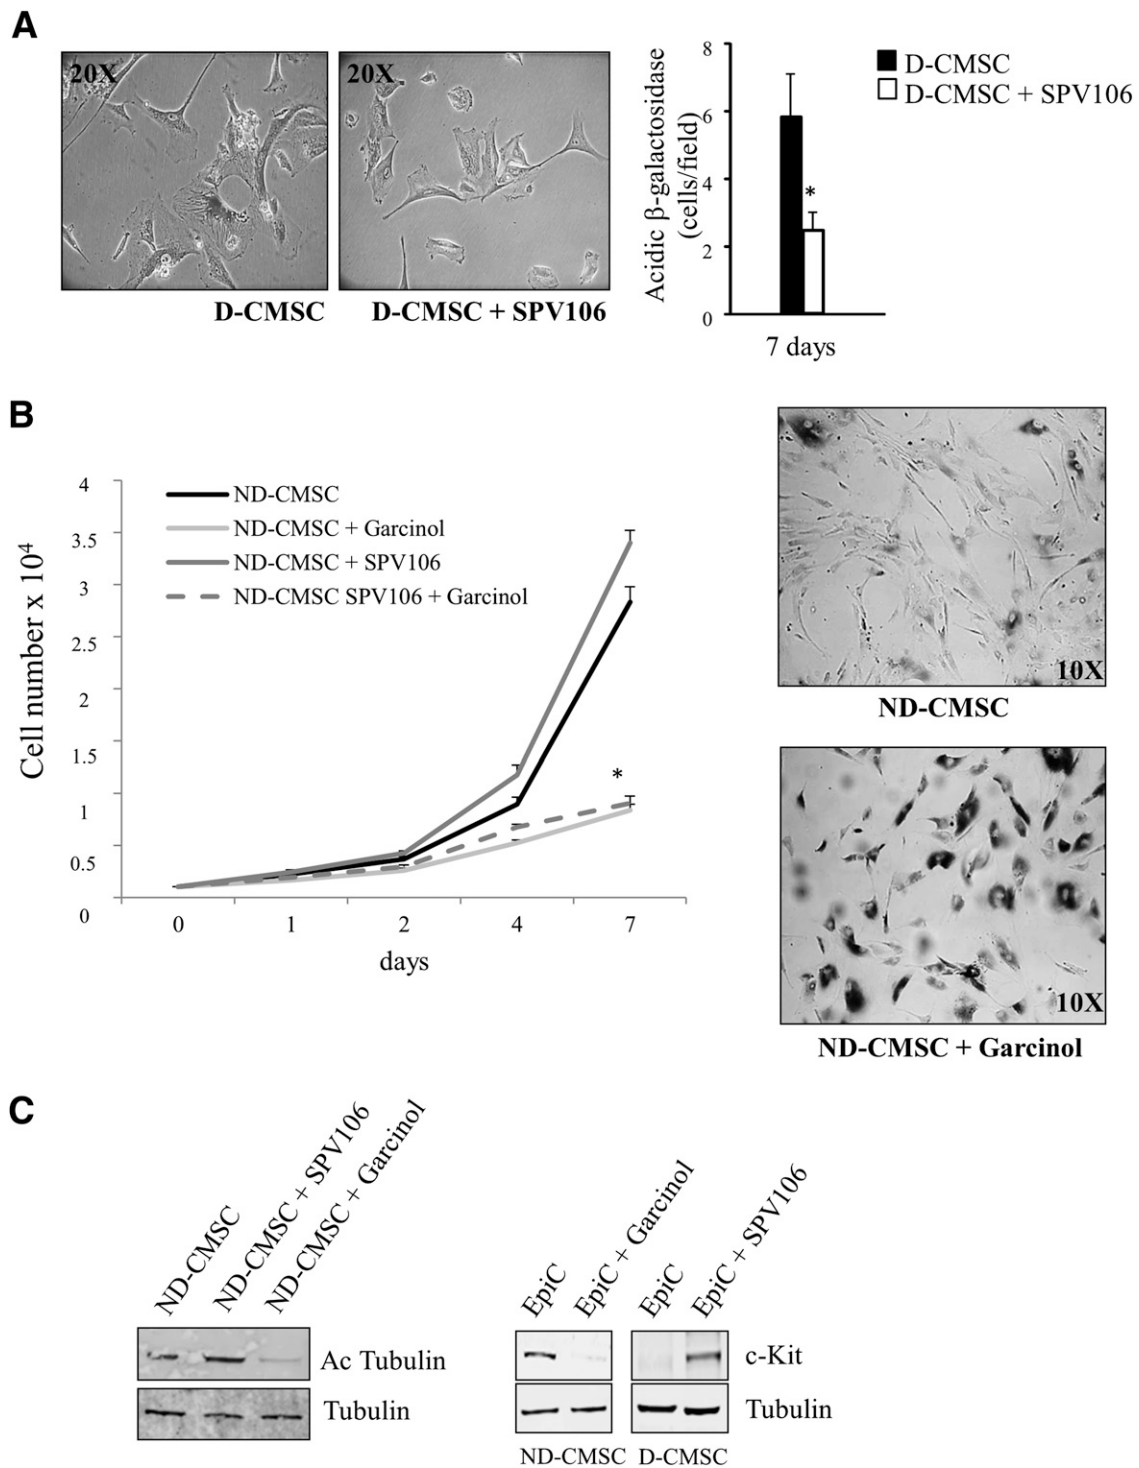 A
20X
20X
D-CMSC
D-CMSC + SPV106
Acidic β-galactosidase
(cells/field)
8
6
4
2
0
*
7 days
D-CMSC
D-CMSC + SPV106
B
Cell number x 10⁴
4
3.5
3
2.5
2
1.5
1
0.5
0
ND-CMSC
ND-CMSC + Garcinol
ND-CMSC + SPV106
ND-CMSC SPV106 + Garcinol
*
0 1 2 4 7
days
10X
ND-CMSC
10X
ND-CMSC + Garcinol
C
ND-CMSC
ND-CMSC + SPV106
ND-CMSC + Garcinol
Ac Tubulin
Tubulin
EpiC
EpiC + Garcinol
EpiC
EpiC + SPV106
c-Kit
Tubulin
ND-CMSC D-CMSC